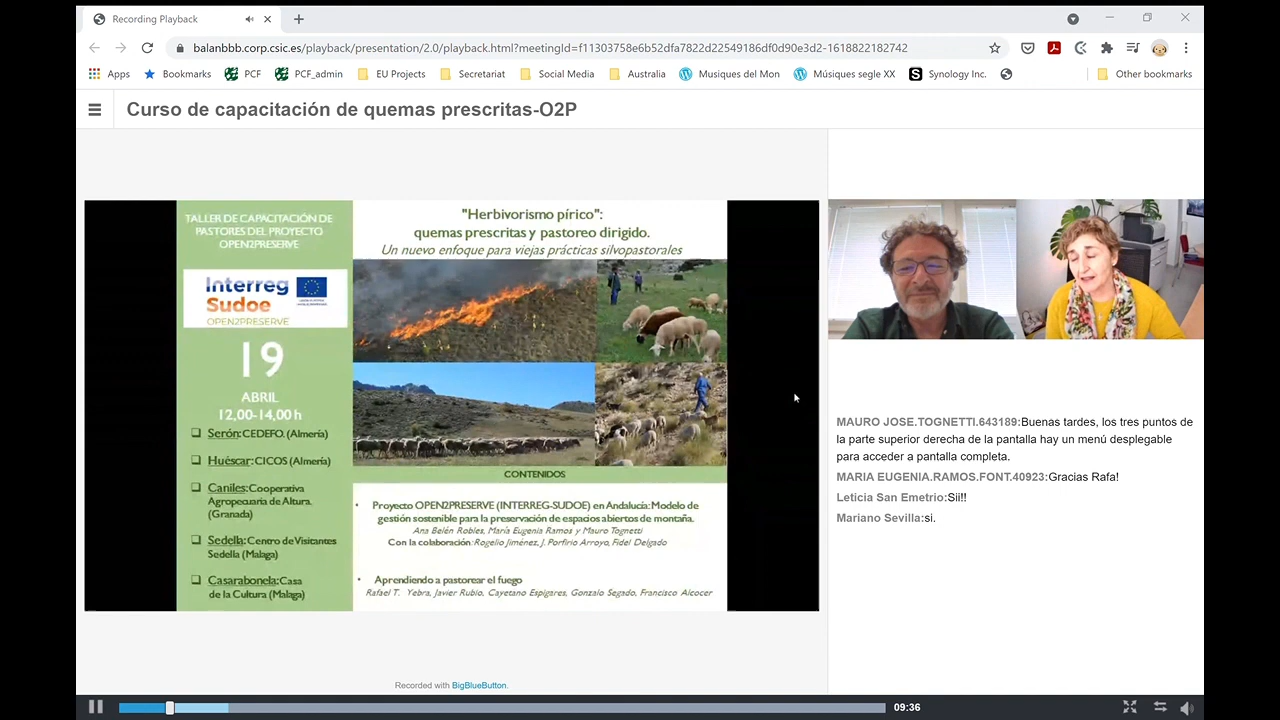 Recording Playback
balanbbb.corp.csic.es/playback/presentation/2.0/playback.html?meetingId=f11303758e6b52dfa7822d22549186df0d90e3d2-1618822182742
Apps
Bookmarks
PCF
PCF_admin
EU Projects
Secretariat
Social Media
Australia
Musiques del Mon
Músiques segle XX
Synology Inc.
Other bookmarks
Curso de capacitación de quemas prescritas-O2P
TALLER DE CAPACITACIÓN DE
PASTORES DEL PROYECTO
OPEN2PRESERVE
Interreg
Sudoe
OPEN2PRESERVE
19
ABRIL
12,00-14,00 h
Serón: CEDEFO. (Almería)
Huéscar: CICOS (Almería)
Caniles: Cooperativa
Agropecuaria de Altura.
(Granada)
Sedella: Centro de Visitantes
Sedella (Malaga)
Casarabonela: Casa
de la Cultura (Malaga)
"Herbivorismo pírico":
quemas prescritas y pastoreo dirigido.
Un nuevo enfoque para viejas prácticas silvopastorales
CONTENIDOS
• Proyecto OPEN2PRESERVE (INTERREG-SUDOE) en Andalucía: Modelo de
gestión sostenible para la preservación de espacios abiertos de montaña.
Ana Belén Robles, María Eugenia Ramos y Mauro Tognetti
Con la colaboración: Rogelio Jiménez, J. Porfirio Arroyo, Fidel Delgado
• Aprendiendo a pastorear el fuego
Rafael T. Yebra, Javier Rubio, Cayetano Espigares, Gonzalo Segado, Francisco Alcocer
MAURO JOSE.TOGNETTI.643189:Buenas tardes, los tres puntos de
la parte superior derecha de la pantalla hay un menú desplegable
para acceder a pantalla completa.
MARIA EUGENIA.RAMOS.FONT.40923:Gracias Rafa!
Leticia San Emetrio:Sii!!
Mariano Sevilla:si.
Recorded with BigBlueButton.
09:36